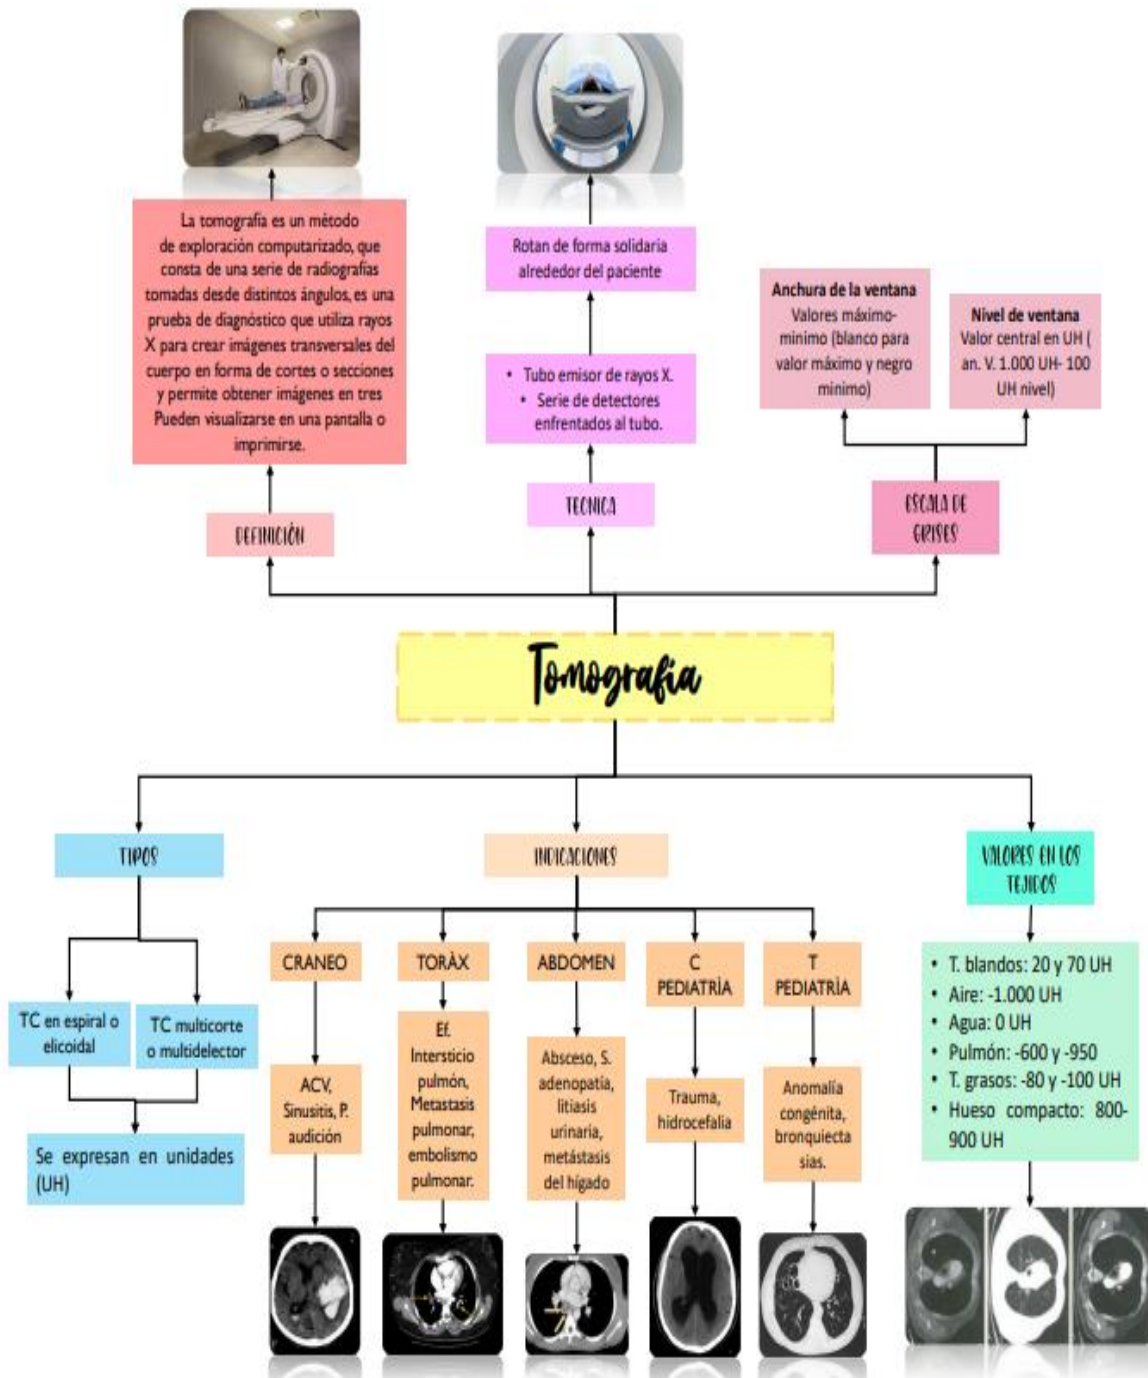 La tomografía es un método
de exploración computarizado, que
consta de una serie de radiografías
tomadas desde distintos ángulos, es una
prueba de diagnóstico que utiliza rayos
X para crear imágenes transversales del
cuerpo en forma de cortes o secciones
y permite obtener imágenes en tres
Pueden visualizarse en una pantalla o
imprimirse.
DEFINICIÓN
Rotan de forma solidaria
alrededor del paciente
• Tubo emisor de rayos X.
• Serie de detectores
enfrentados al tubo.
TECNICA
Anchura de la ventana
Valores máximo-
minimo (blanco para
valor máximo y negro
minimo)
Nivel de ventana
Valor central en UH (
an. V. 1.000 UH- 100
UH nivel)
ESCALA DE
GRISES
Tomografía
TIPOS
TC en espiral o
elicoidal
TC multicorte
o multidelector
Se expresan en unidades
(UH)
INDICACIONES
CRANEO
ACV,
Sinusitis, P.
audición
TORÀX
Ef.
Intersticio
pulmón,
Metastasis
pulmonar,
embolismo
pulmonar.
ABDOMEN
Absceso, S.
adenopatía,
litiasis
urinaria,
metástasis
del hígado
C
PEDIATRÌA
Trauma,
hidrocefalia
T
PEDIATRÌA
Anomalía
congénita,
bronquiecta
sias.
VALORES EN LOS
TEJIDOS
• T. blandos: 20 y 70 UH
• Aire: -1.000 UH
• Agua: 0 UH
• Pulmón: -600 y -950
• T. grasos: -80 y -100 UH
• Hueso compacto: 800-
900 UH